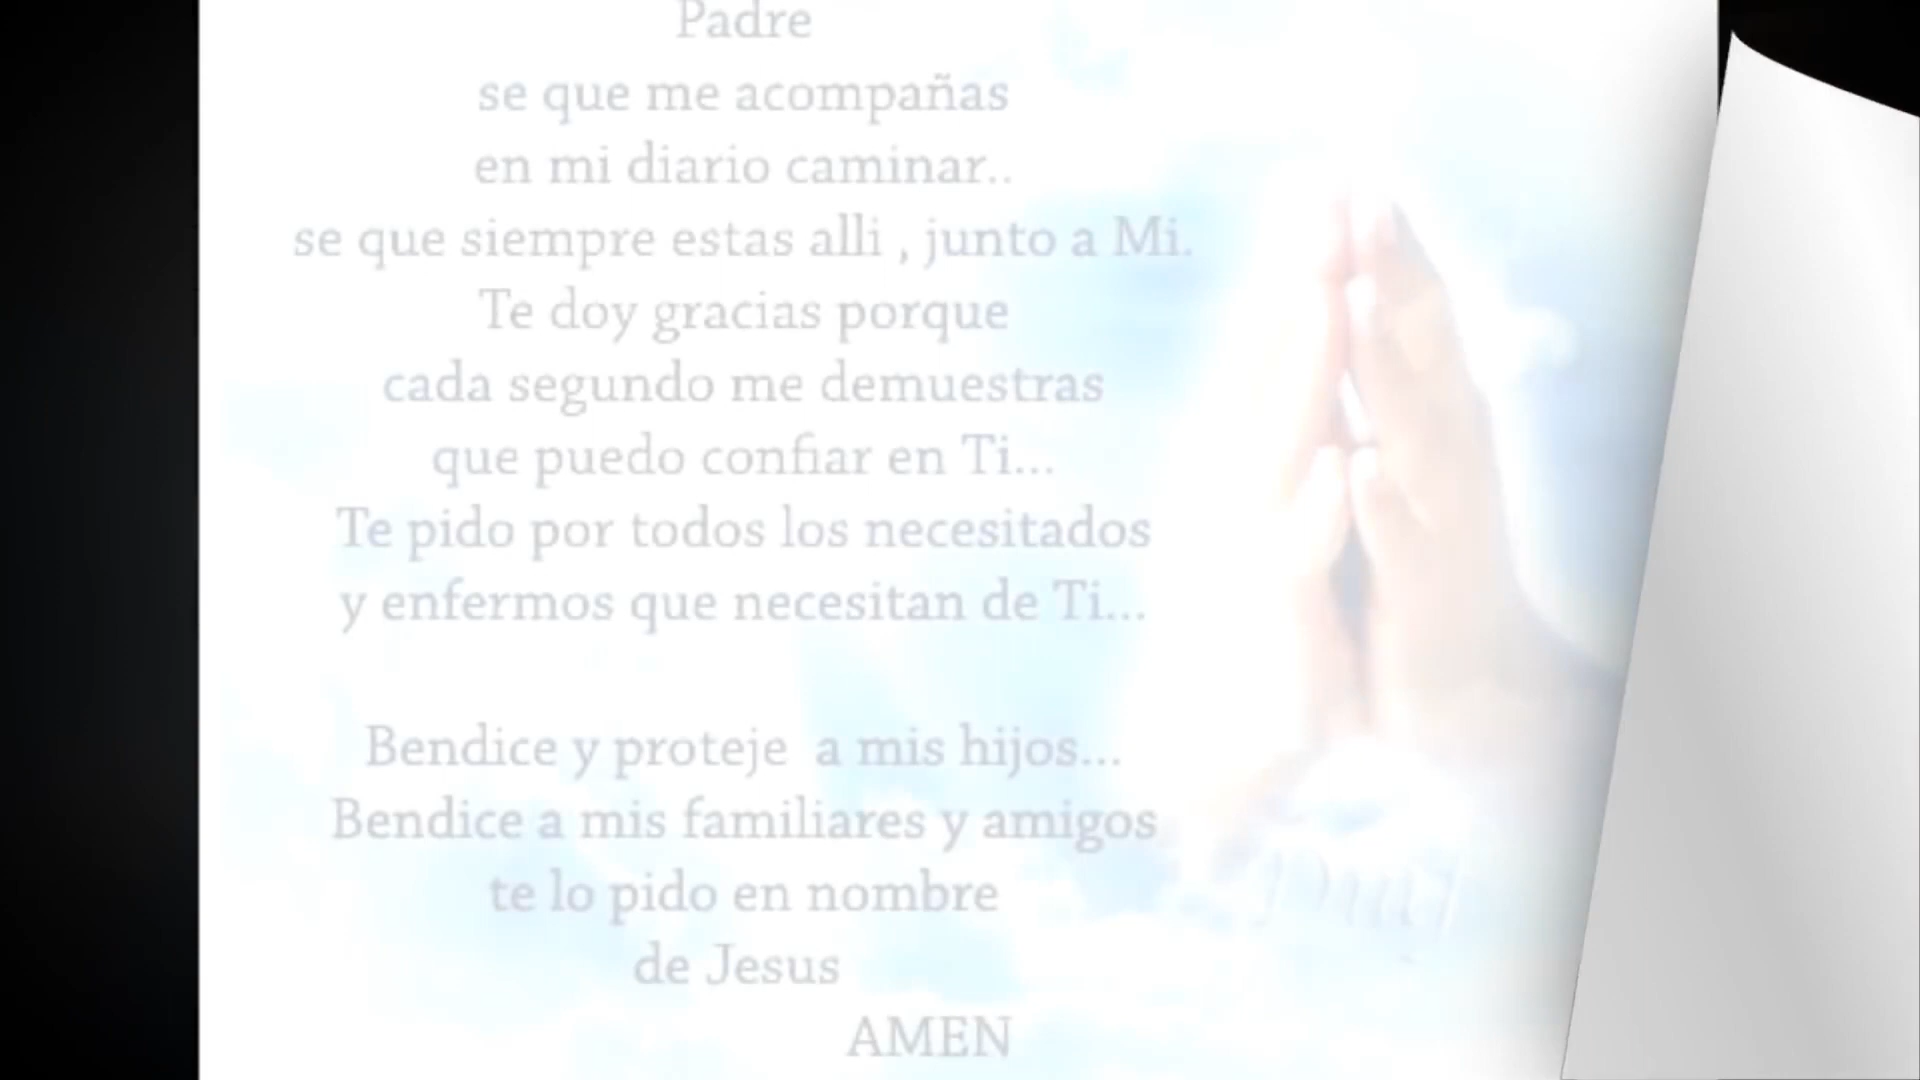 Padre
se que me acompañas
en mi diario caminar..
se que siempre estas alli , junto a Mi.
Te doy gracias porque
cada segundo me demuestras
que puedo confiar en Ti...
Te pido por todos los necesitados
y enfermos que necesitan de Ti...
Bendice y proteje a mis hijos...
Bendice a mis familiares y amigos
te lo pido en nombre
de Jesus
AMEN